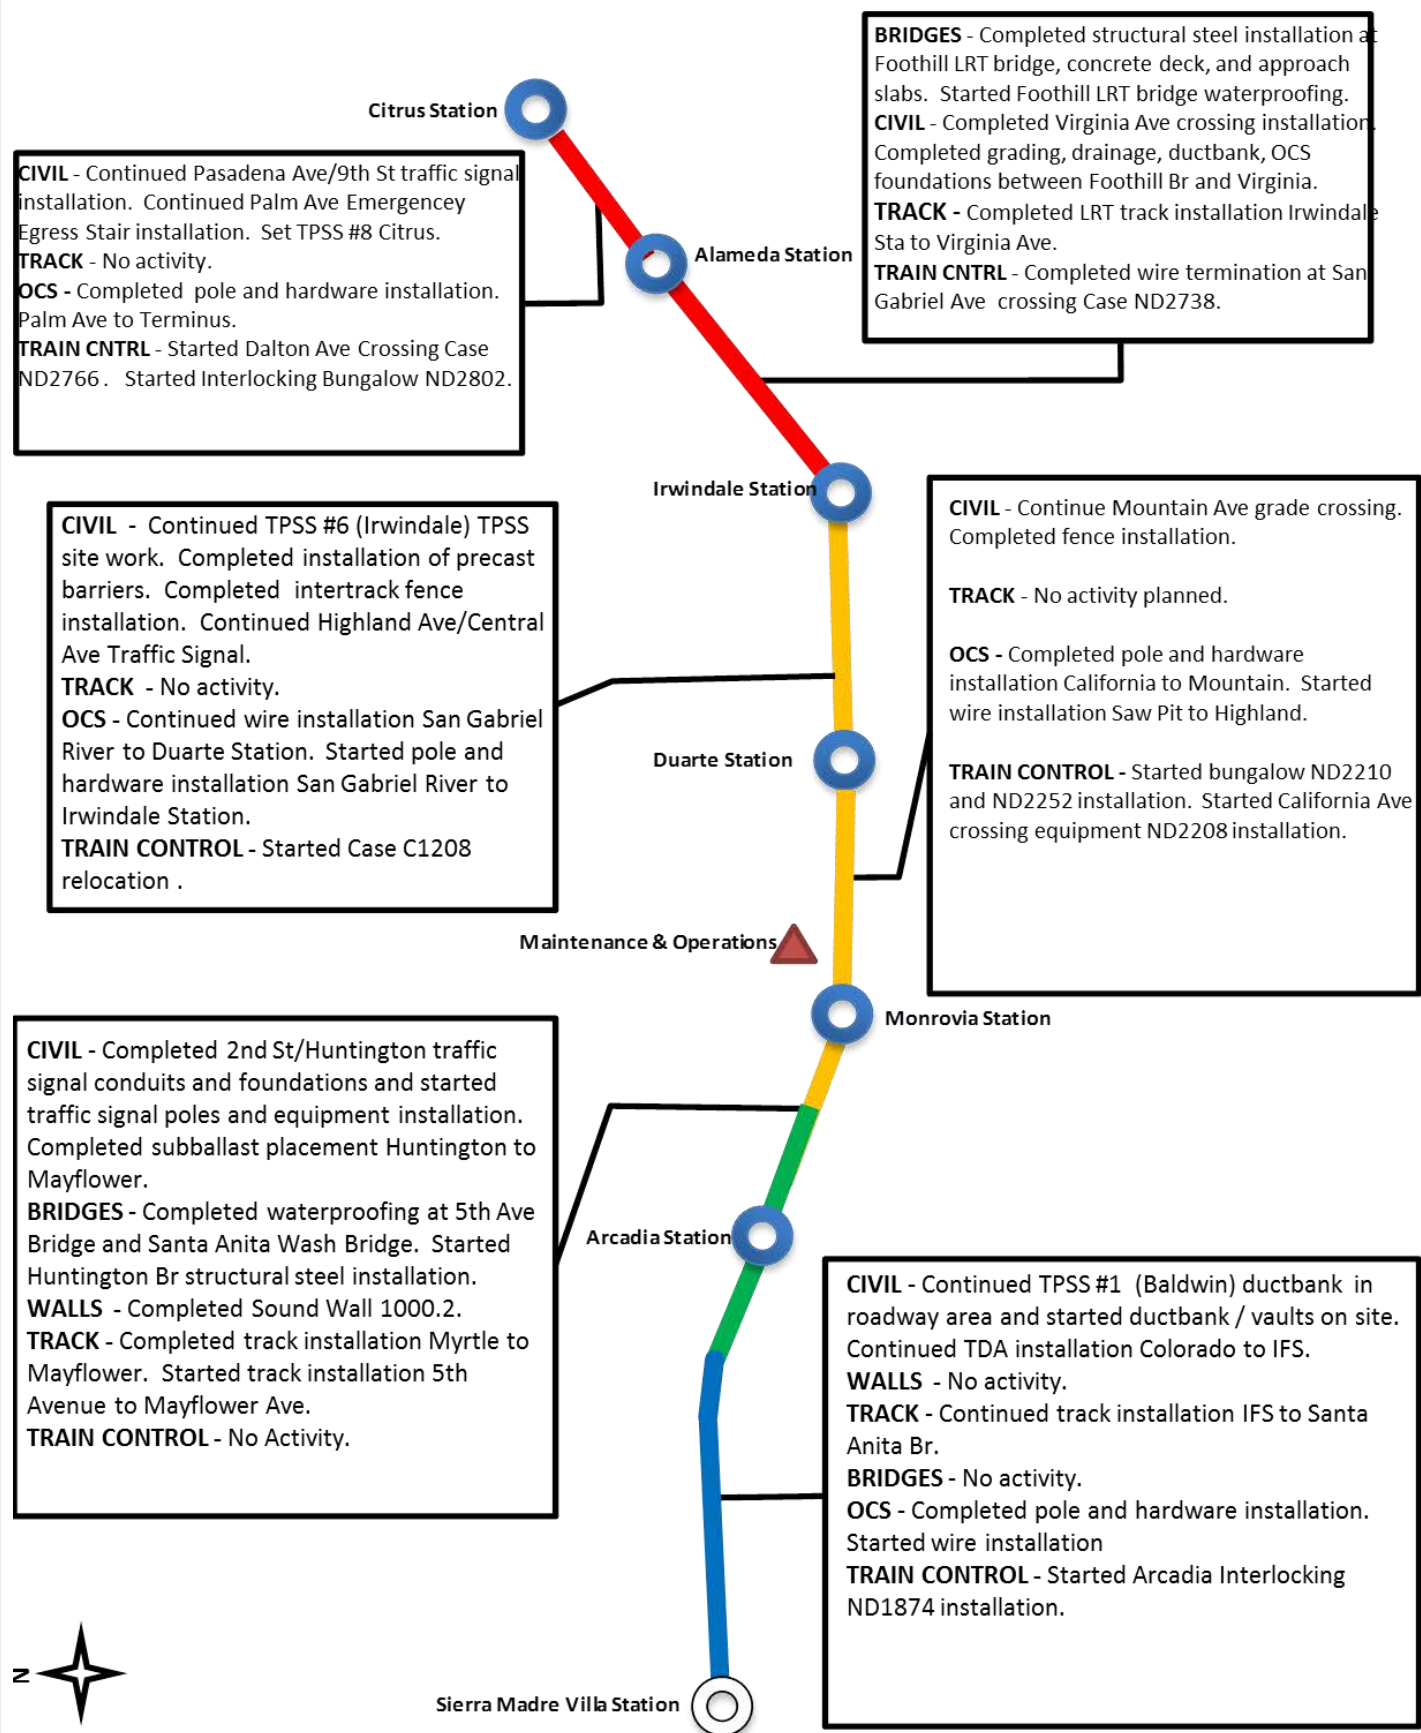 BRIDGES - Completed structural steel installation at
Foothill LRT bridge, concrete deck, and approach
slabs. Started Foothill LRT bridge waterproofing.
CIVIL - Completed Virginia Ave crossing installation.
Completed grading, drainage, ductbank, OCS
foundations between Foothill Br and Virginia.
TRACK - Completed LRT track installation Irwindale
Sta to Virginia Ave.
TRAIN CNTRL - Completed wire termination at San
Gabriel Ave crossing Case ND2738.
Citrus Station
CIVIL - Continued Pasadena Ave/9th St traffic signal
installation. Continued Palm Ave Emergencey
Egress Stair installation. Set TPSS #8 Citrus.
TRACK - No activity.
OCS - Completed pole and hardware installation.
Palm Ave to Terminus.
TRAIN CNTRL - Started Dalton Ave Crossing Case
ND2766. Started Interlocking Bungalow ND2802.
Alameda Station
Irwindale Station
CIVIL - Continued TPSS #6 (Irwindale) TPSS
site work. Completed installation of precast
barriers. Completed intertrack fence
installation. Continued Highland Ave/Central
Ave Traffic Signal.
TRACK - No activity.
OCS - Continued wire installation San Gabriel
River to Duarte Station. Started pole and
hardware installation San Gabriel River to
Irwindale Station.
TRAIN CONTROL - Started Case C1208
relocation .
CIVIL - Continue Mountain Ave grade crossing.
Completed fence installation.
TRACK - No activity planned.
OCS - Completed pole and hardware
installation California to Mountain. Started
wire installation Saw Pit to Highland.
TRAIN CONTROL - Started bungalow ND2210
and ND2252 installation. Started California Ave
crossing equipment ND2208 installation.
Duarte Station
Maintenance & Operations
Monrovia Station
CIVIL - Completed 2nd St/Huntington traffic
signal conduits and foundations and started
traffic signal poles and equipment installation.
Completed subballast placement Huntington to
Mayflower.
BRIDGES - Completed waterproofing at 5th Ave
Bridge and Santa Anita Wash Bridge. Started
Huntington Br structural steel installation.
WALLS - Completed Sound Wall 1000.2.
TRACK - Completed track installation Myrtle to
Mayflower. Started track installation 5th
Avenue to Mayflower Ave.
TRAIN CONTROL - No Activity.
Arcadia Station
CIVIL - Continued TPSS #1 (Baldwin) ductbank in
roadway area and started ductbank / vaults on site.
Continued TDA installation Colorado to IFS.
WALLS - No activity.
TRACK - Continued track installation IFS to Santa
Anita Br.
BRIDGES - No activity.
OCS - Completed pole and hardware installation.
Started wire installation
TRAIN CONTROL - Started Arcadia Interlocking
ND1874 installation.
N
Sierra Madre Villa Station